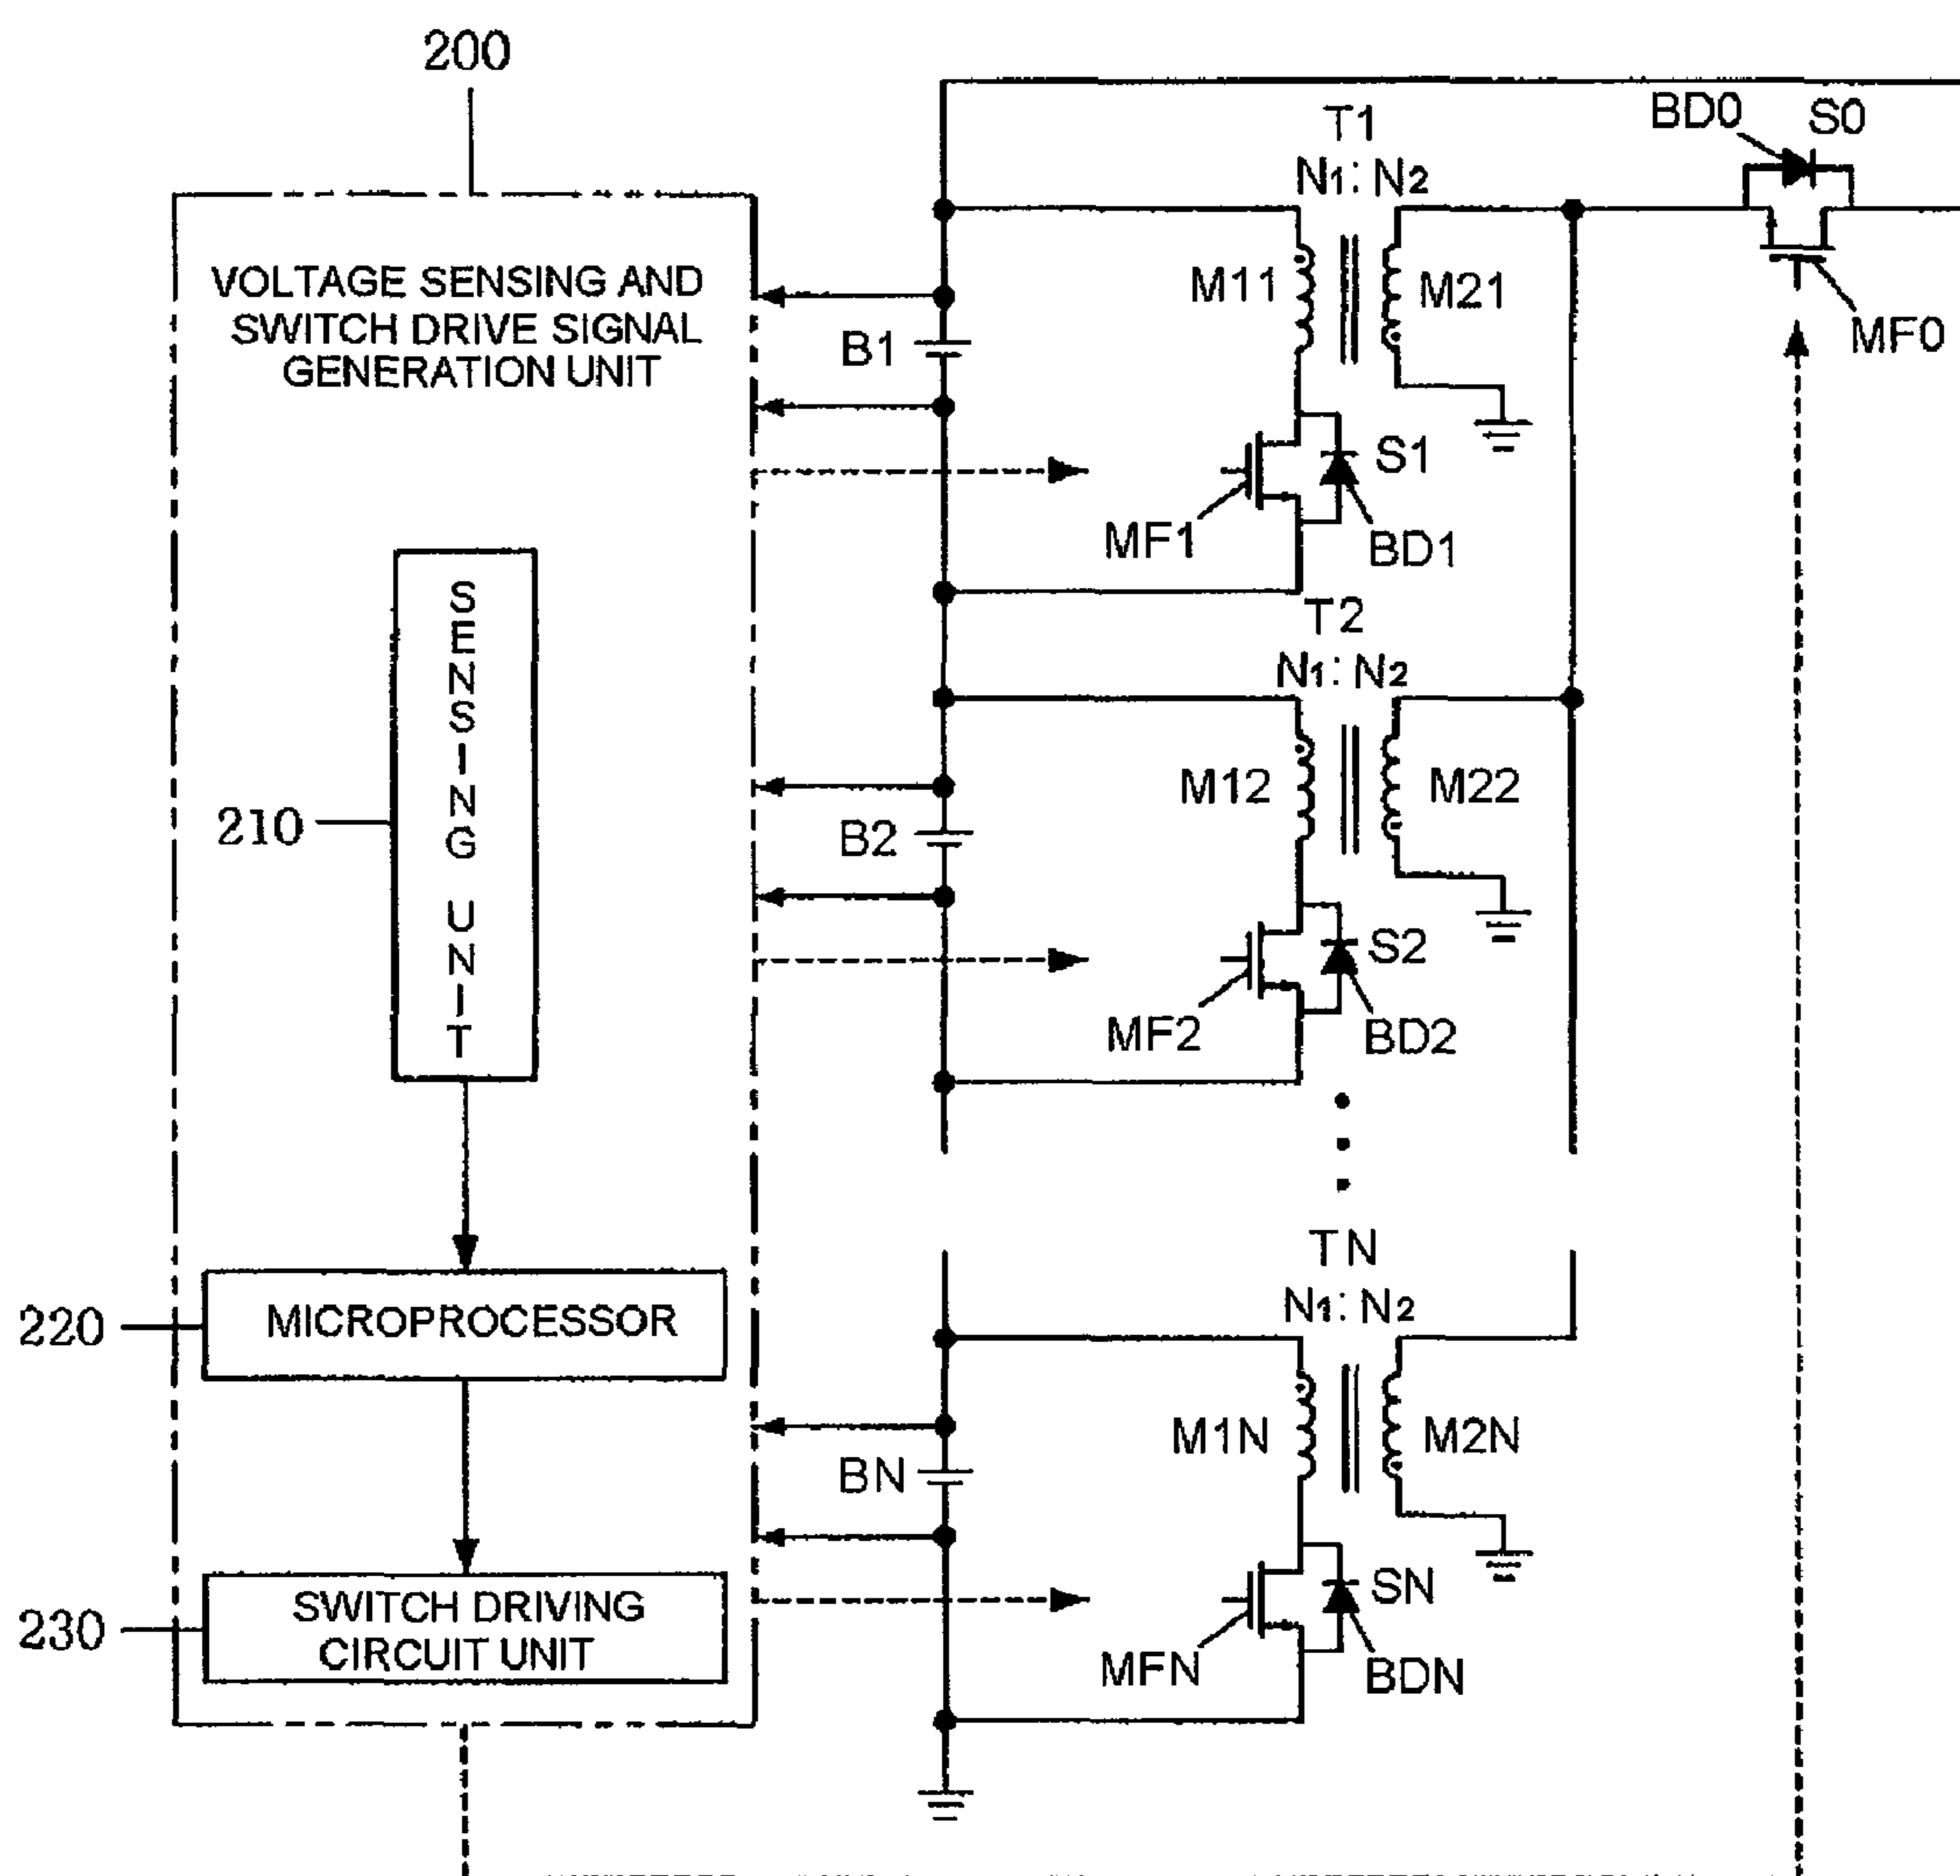 200
BD0
S0
T1
N1:N2
VOLTAGE SENSING AND
SWITCH DRIVE SIGNAL
GENERATION UNIT
M11
M21
MF0
B1
S1
MF1
BD1
SENSING UNIT
T2
N1:N2
M12
M22
210
B2
S2
MF2
BD2
TN
N1:N2
220
MICROPROCESSOR
M1N
M2N
BN
SN
230
SWITCH DRIVING
CIRCUIT UNIT
MFN
BDN